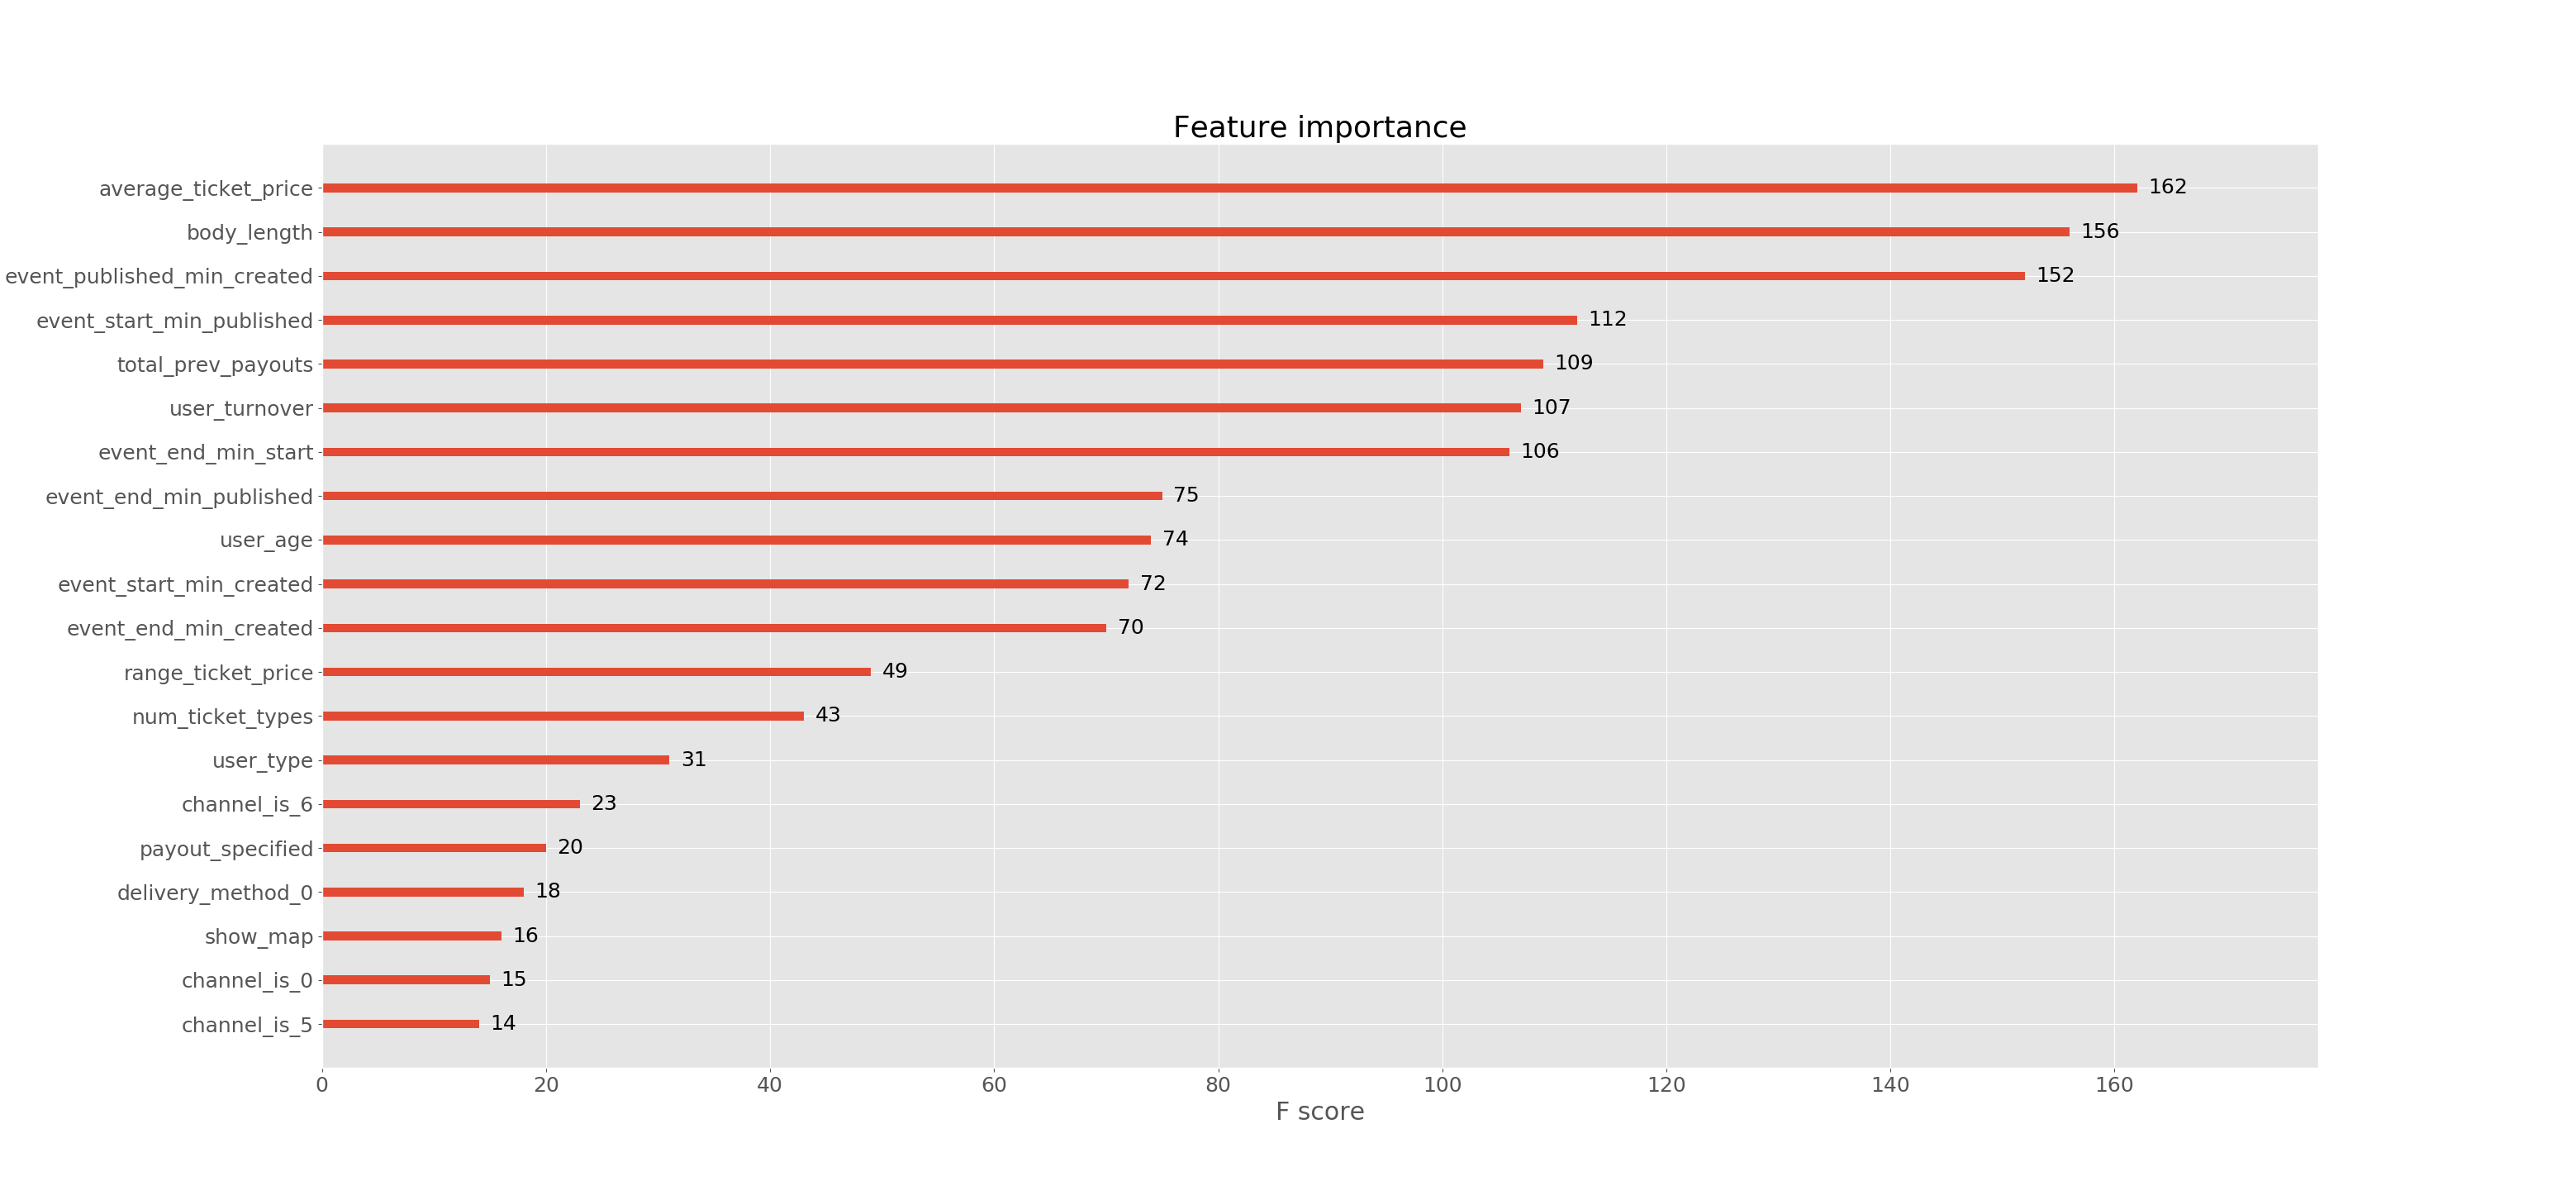 Feature importance
average_ticket_price 162
body_length 156
event_published_min_created 152
event_start_min_published 112
total_prev_payouts 109
user_turnover 107
event_end_min_start 106
event_end_min_published 75
user_age 74
event_start_min_created 72
event_end_min_created 70
range_ticket_price 49
num_ticket_types 43
user_type 31
channel_is_6 23
payout_specified 20
delivery_method_0 18
show_map 16
channel_is_0 15
channel_is_5 14
0 20 40 60 80 100 120 140 160
F score